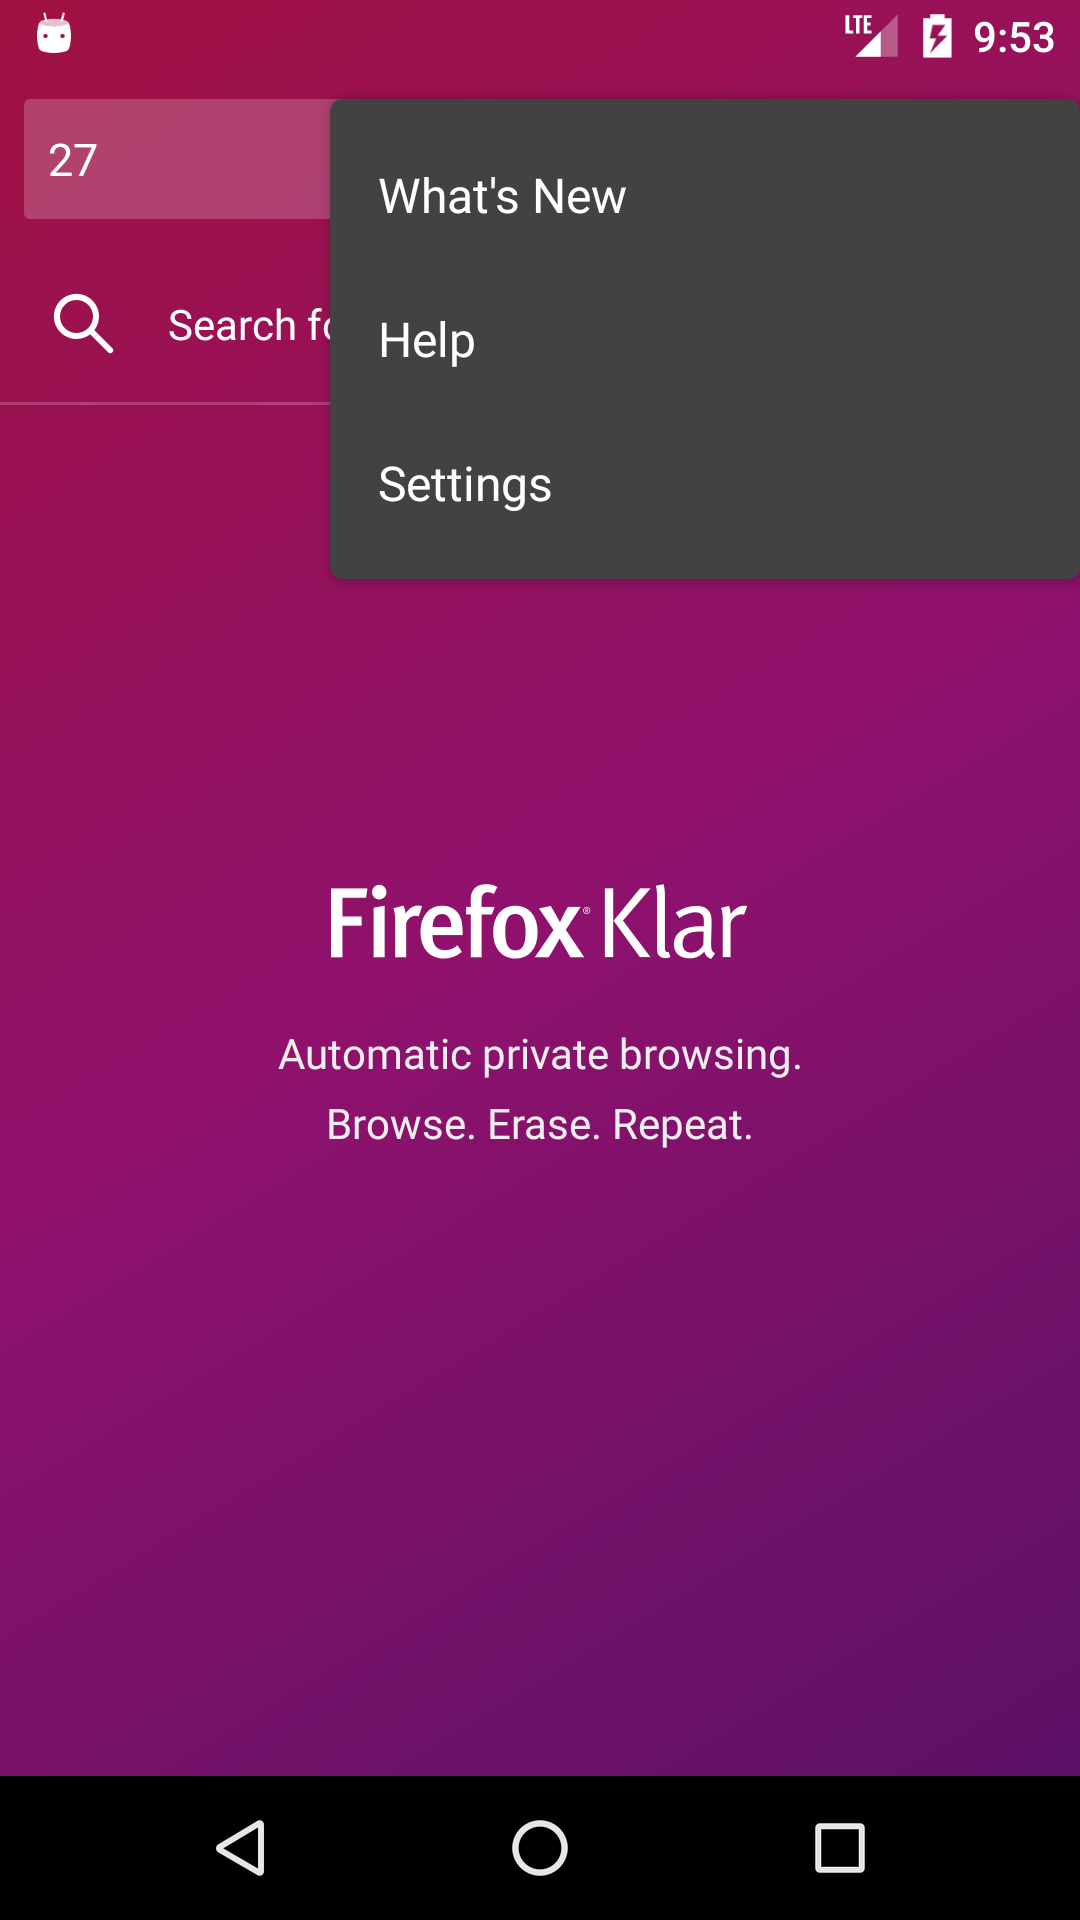 LTE 9:53
27
What's New
Search fo
Help
Settings
Firefox® Klar
Automatic private browsing.
Browse. Erase. Repeat.